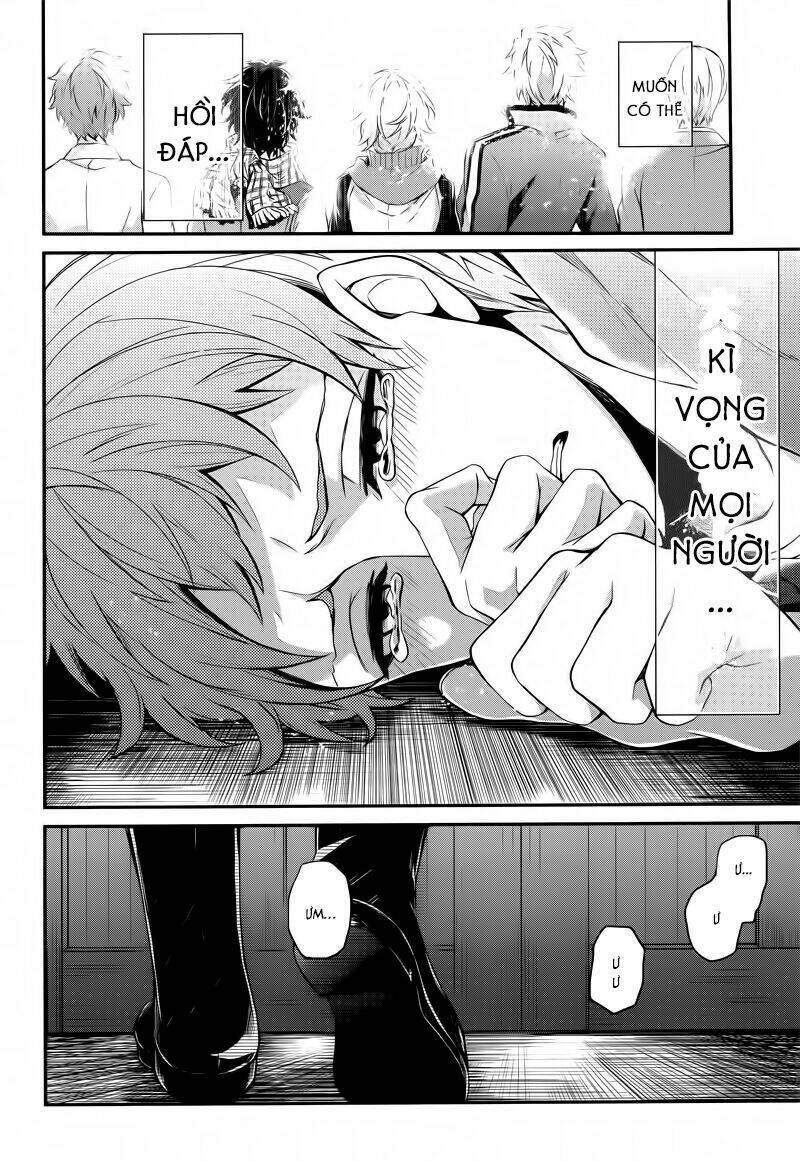 MUỐN
CÓ THỂ
HỒI
ĐÁP...
KÌ
VỌNG
CỦA
MỌI
NGƯỜI
...
Ư...
Ư
Ư
Ư
ƯM...